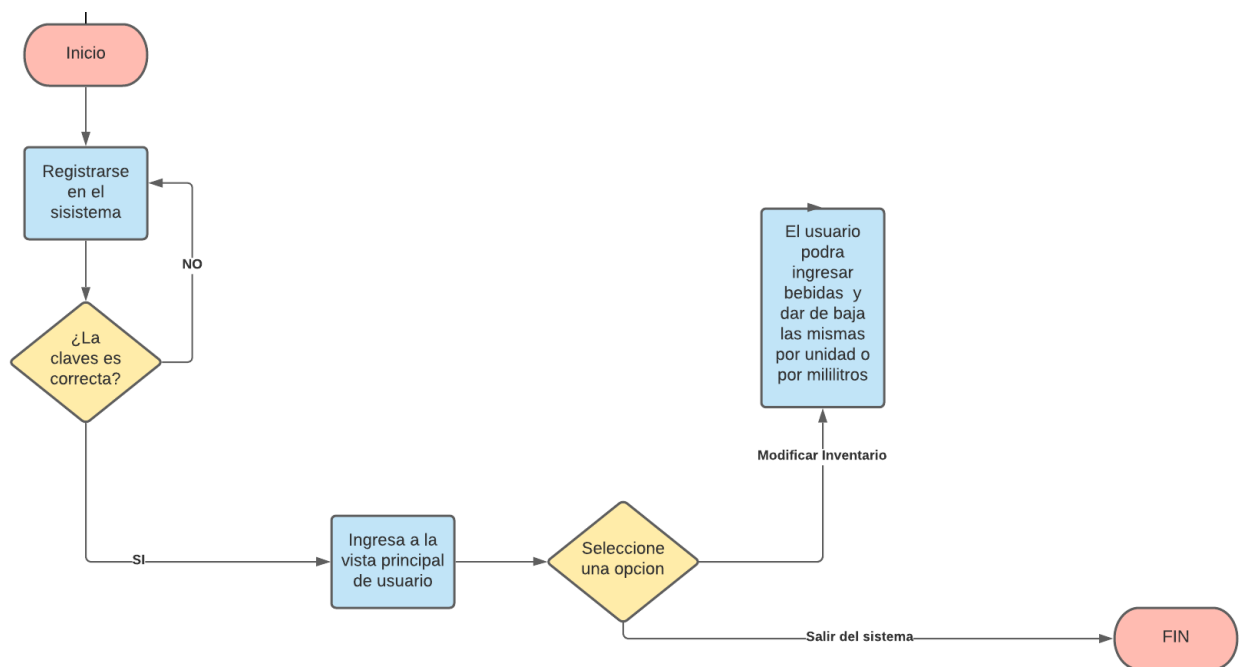 Inicio
Registrarse
en el
sisistema
NO
¿La
claves es
correcta?
SI
Ingresa a la
vista principal
de usuario
Seleccione
una opcion
Modificar Inventario
El usuario
podra
ingresar
bebidas y
dar de baja
las mismas
por unidad o
por mililitros
Salir del sistema
FIN